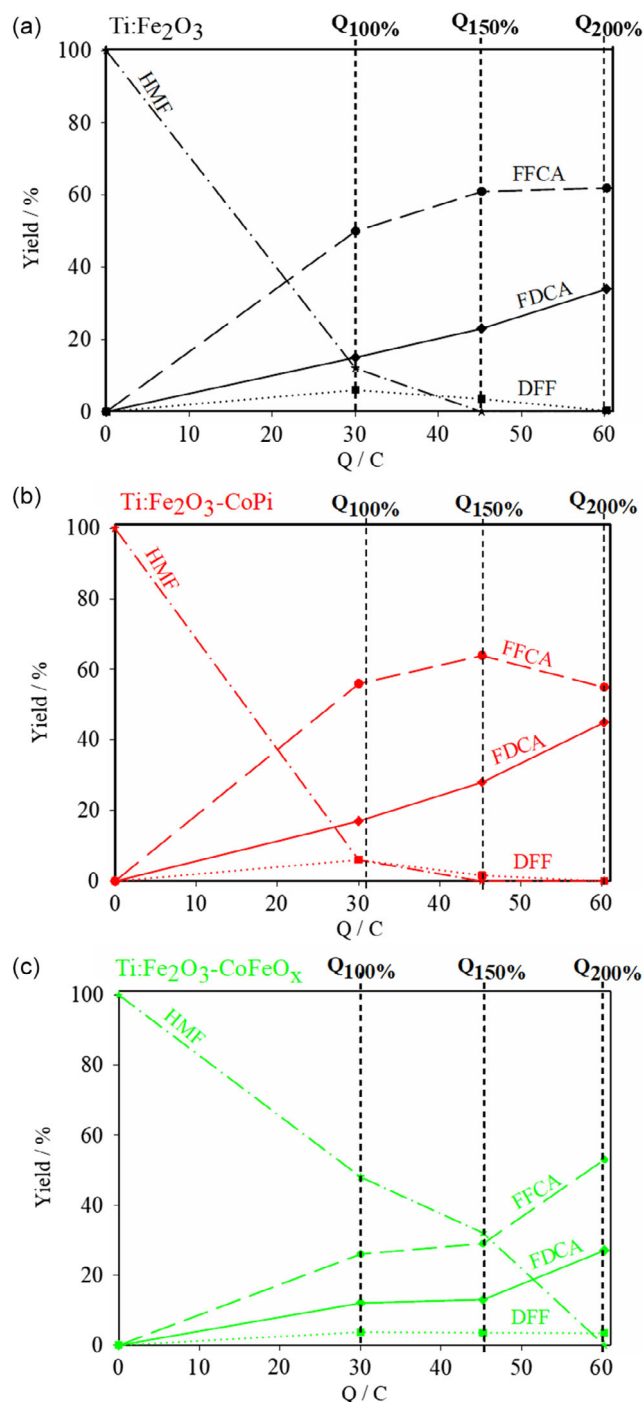 (a) Ti:Fe₂O₃ Q₁₀₀% Q₁₅₀% Q₂₀₀%
100
HMF
80
FFCA
60
Yield / %
40
FDCA
20
DFF
0
0 10 20 30 40 50 60
Q / C
(b) Ti:Fe₂O₃-CoPi Q₁₀₀% Q₁₅₀% Q₂₀₀%
100
HMF
80
FFCA
60
Yield / %
40
FDCA
20
DFF
0
0 10 20 30 40 50 60
Q / C
(c) Ti:Fe₂O₃-CoFeOₓ Q₁₀₀% Q₁₅₀% Q₂₀₀%
100
HMF
80
60
Yield / %
FFCA
40
FDCA
20
DFF
0
0 10 20 30 40 50 60
Q / C